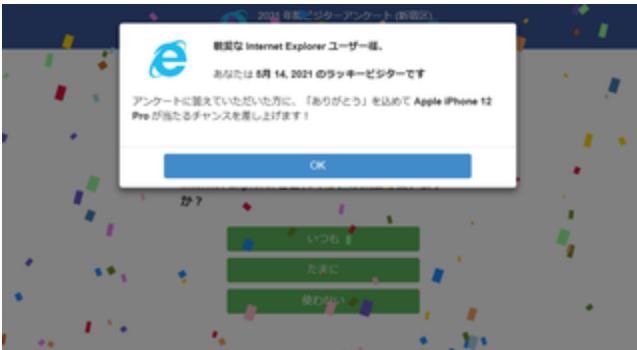 2021 年間ビジターアンケート (新宿区)
親愛な Internet Explorer ユーザー様、
あなたは 5月 14, 2021 のラッキービジターです
アンケートに答えていただいた方に、「ありがとう」を込めて Apple iPhone 12
Pro が当たるチャンスを差し上げます！
OK
か？
いつも
たまに
使わない